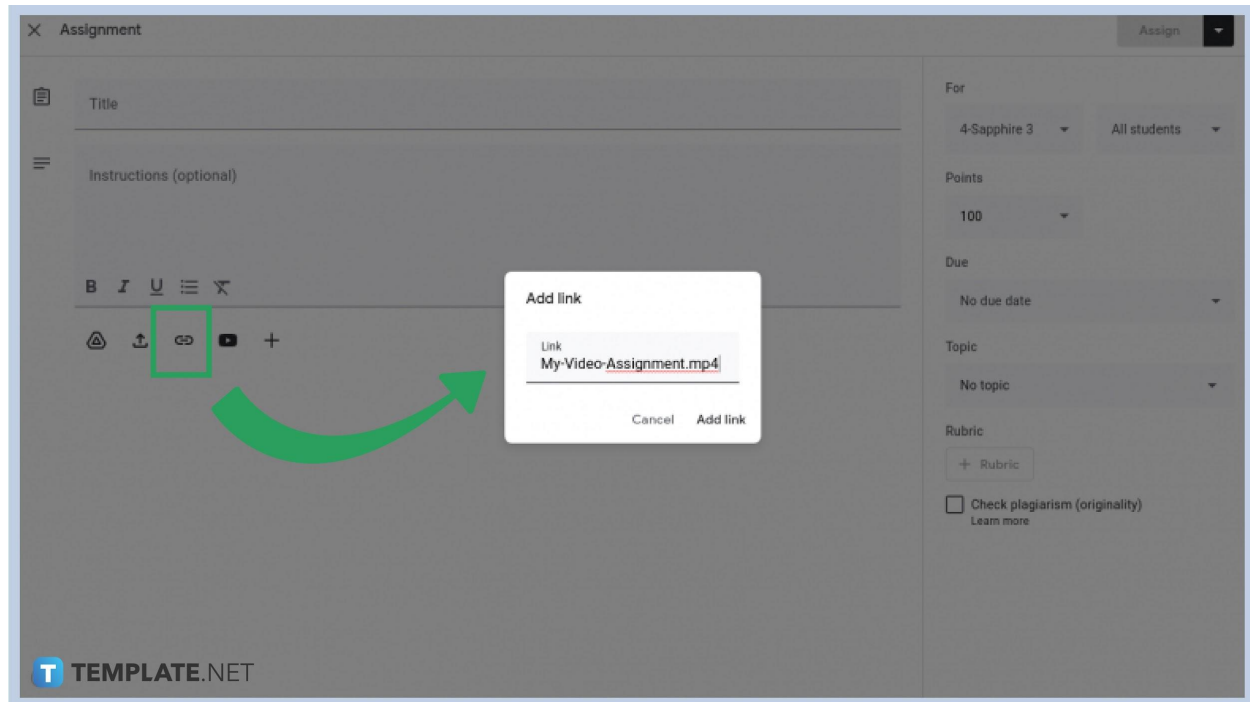 Assignment
Assign
Title
Instructions (optional)
B I U
For
4-Sapphire 3
All students
Points
100
Due
No due date
Topic
No topic
Rubric
+ Rubric
Check plagiarism (originality)
Learn more
Add link
Link
My-Video-Assignment.mp4
Cancel Add link
T TEMPLATE.NET